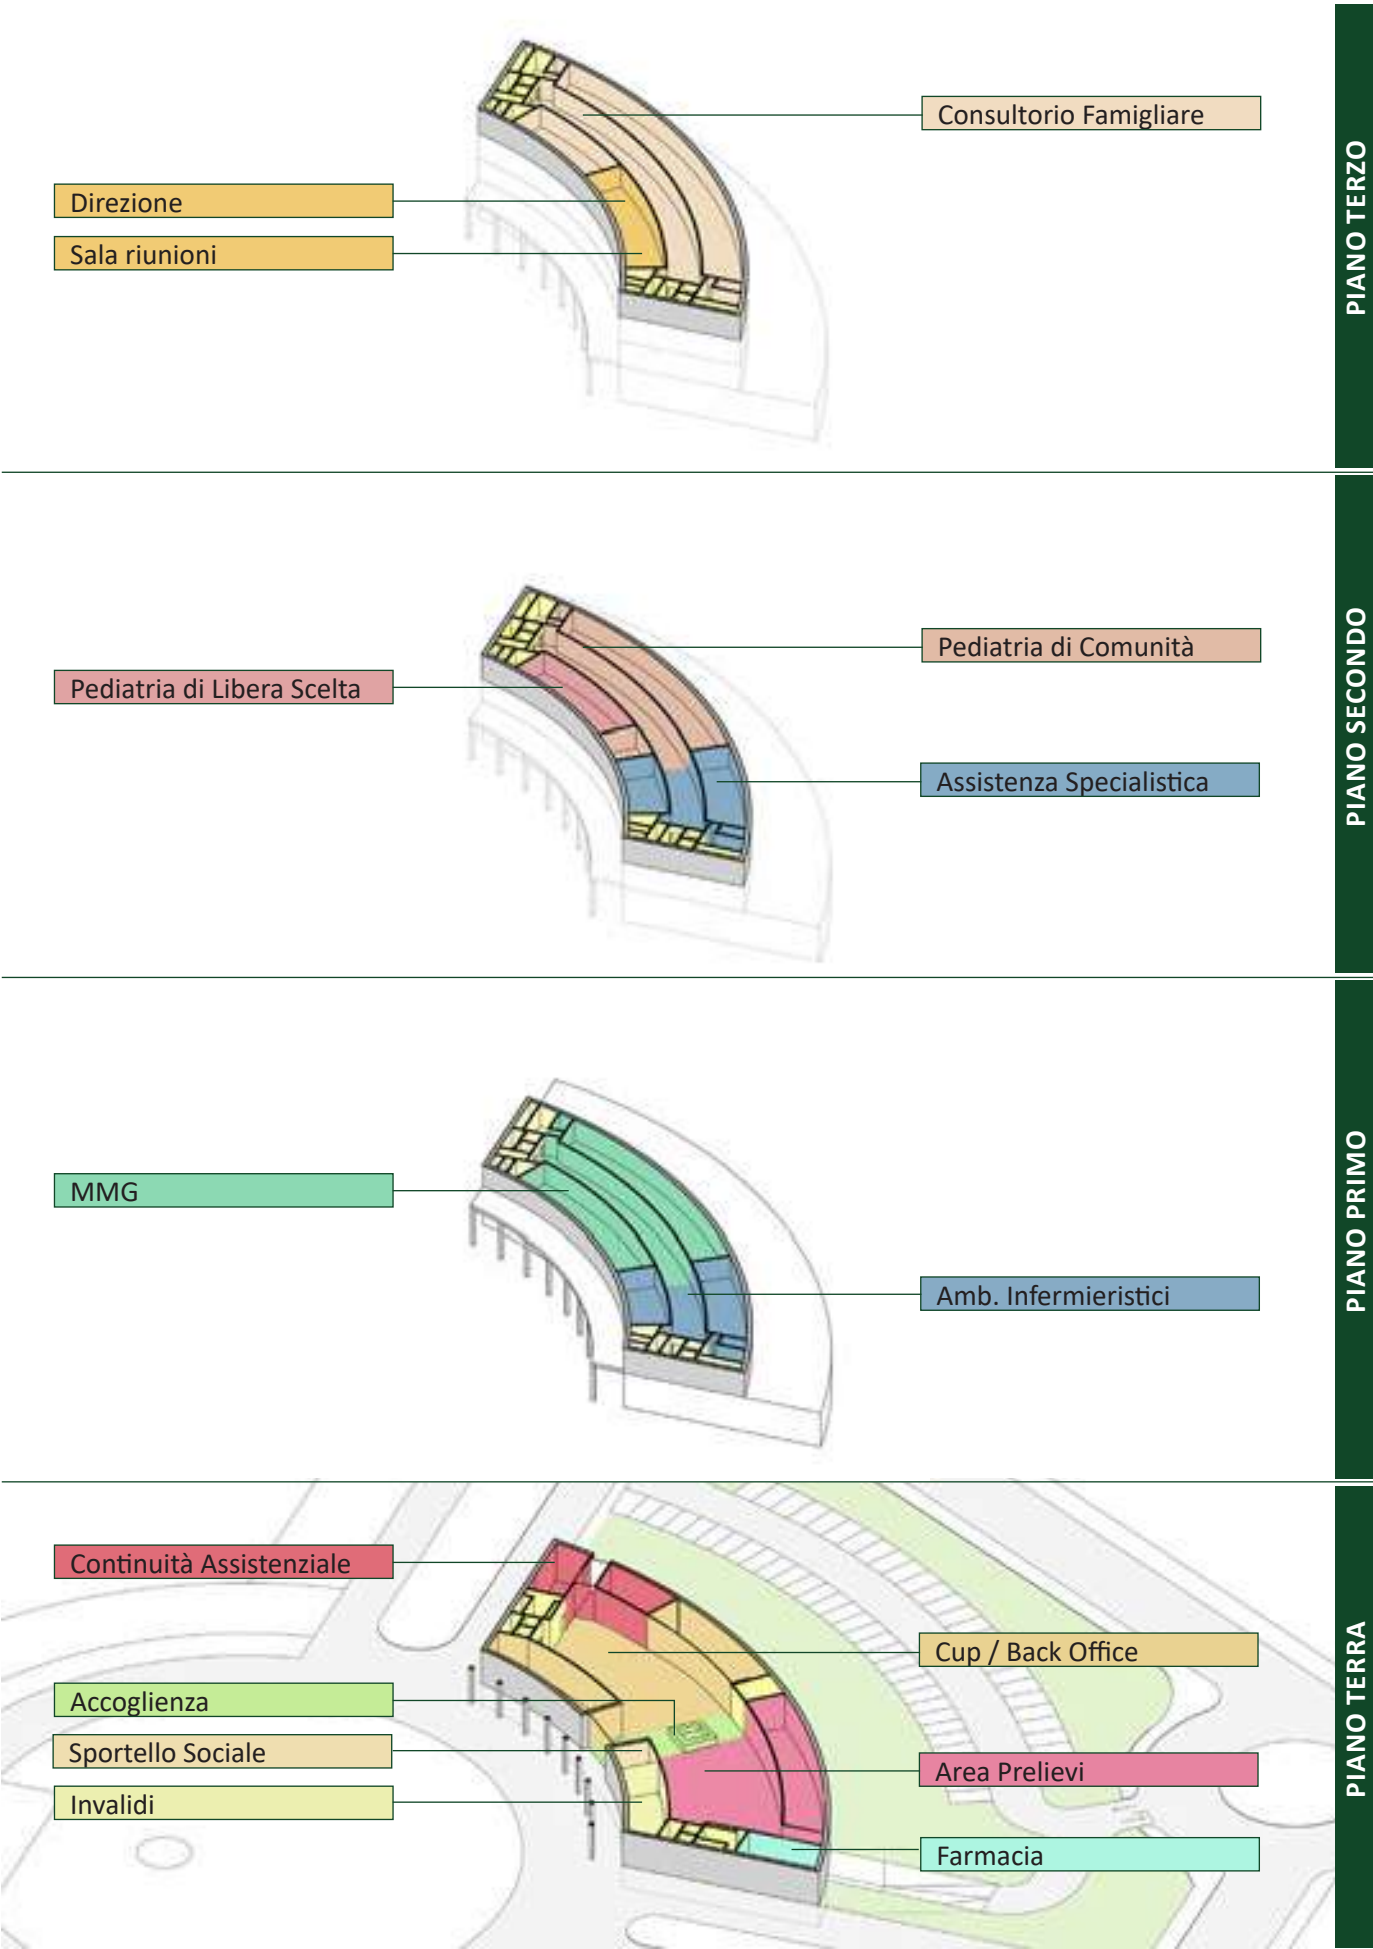 Consultorio Famigliare
Direzione
Sala riunioni
PIANO TERZO
Pediatria di Comunità
Pediatria di Libera Scelta
Assistenza Specialistica
PIANO SECONDO
MMG
Amb. Infermieristici
PIANO PRIMO
Continuità Assistenziale
Cup / Back Office
Accoglienza
Sportello Sociale
Area Prelievi
Invalidi
Farmacia
PIANO TERRA